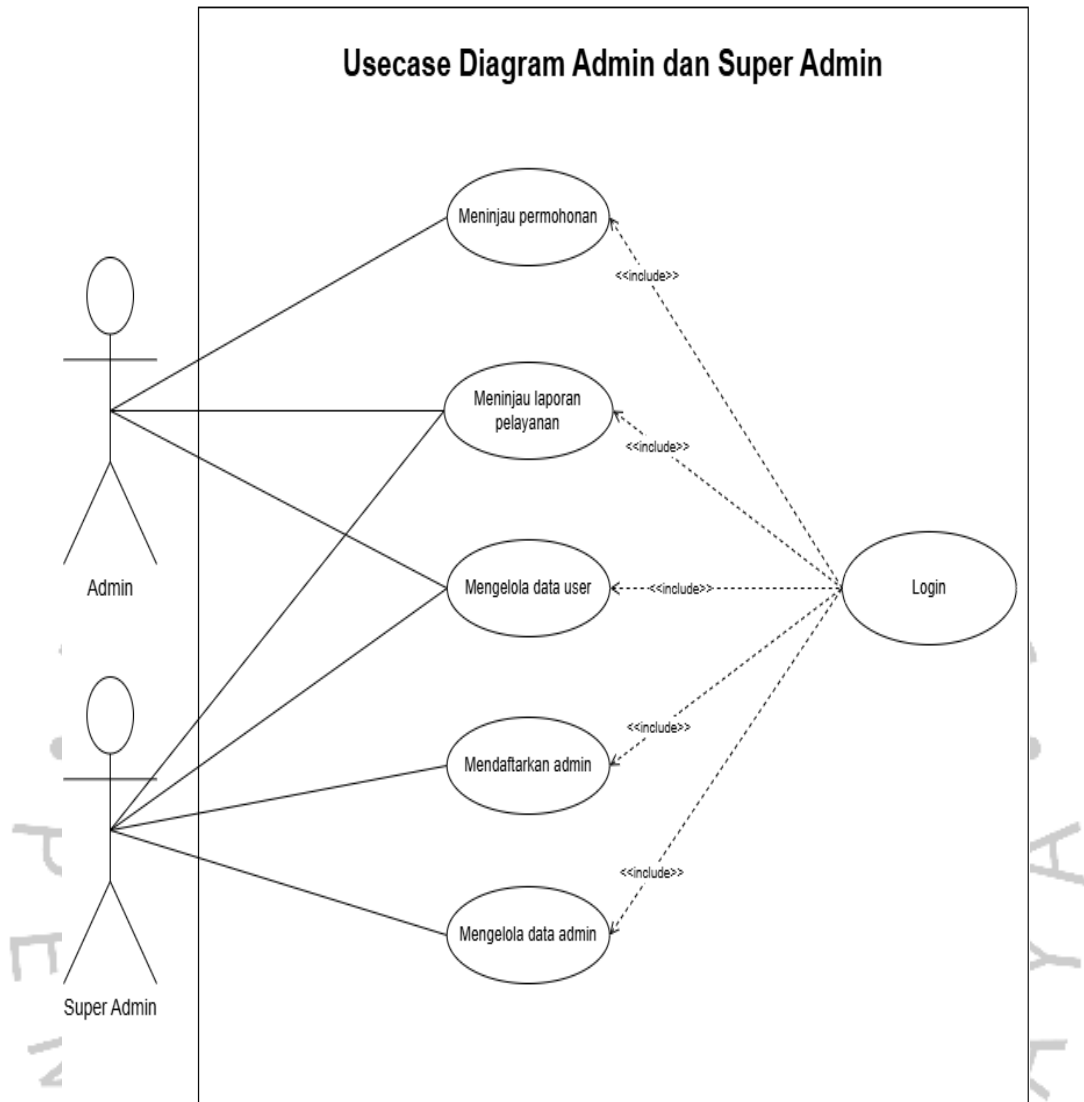 Usecase Diagram Admin dan Super Admin
Meninjau permohonan
<<include>>
Meninjau laporan
pelayanan
<<include>>
Admin
Mengelola data user
<<include>>
Login
Mendaftarkan admin
<<include>>
Super Admin
Mengelola data admin
<<include>>